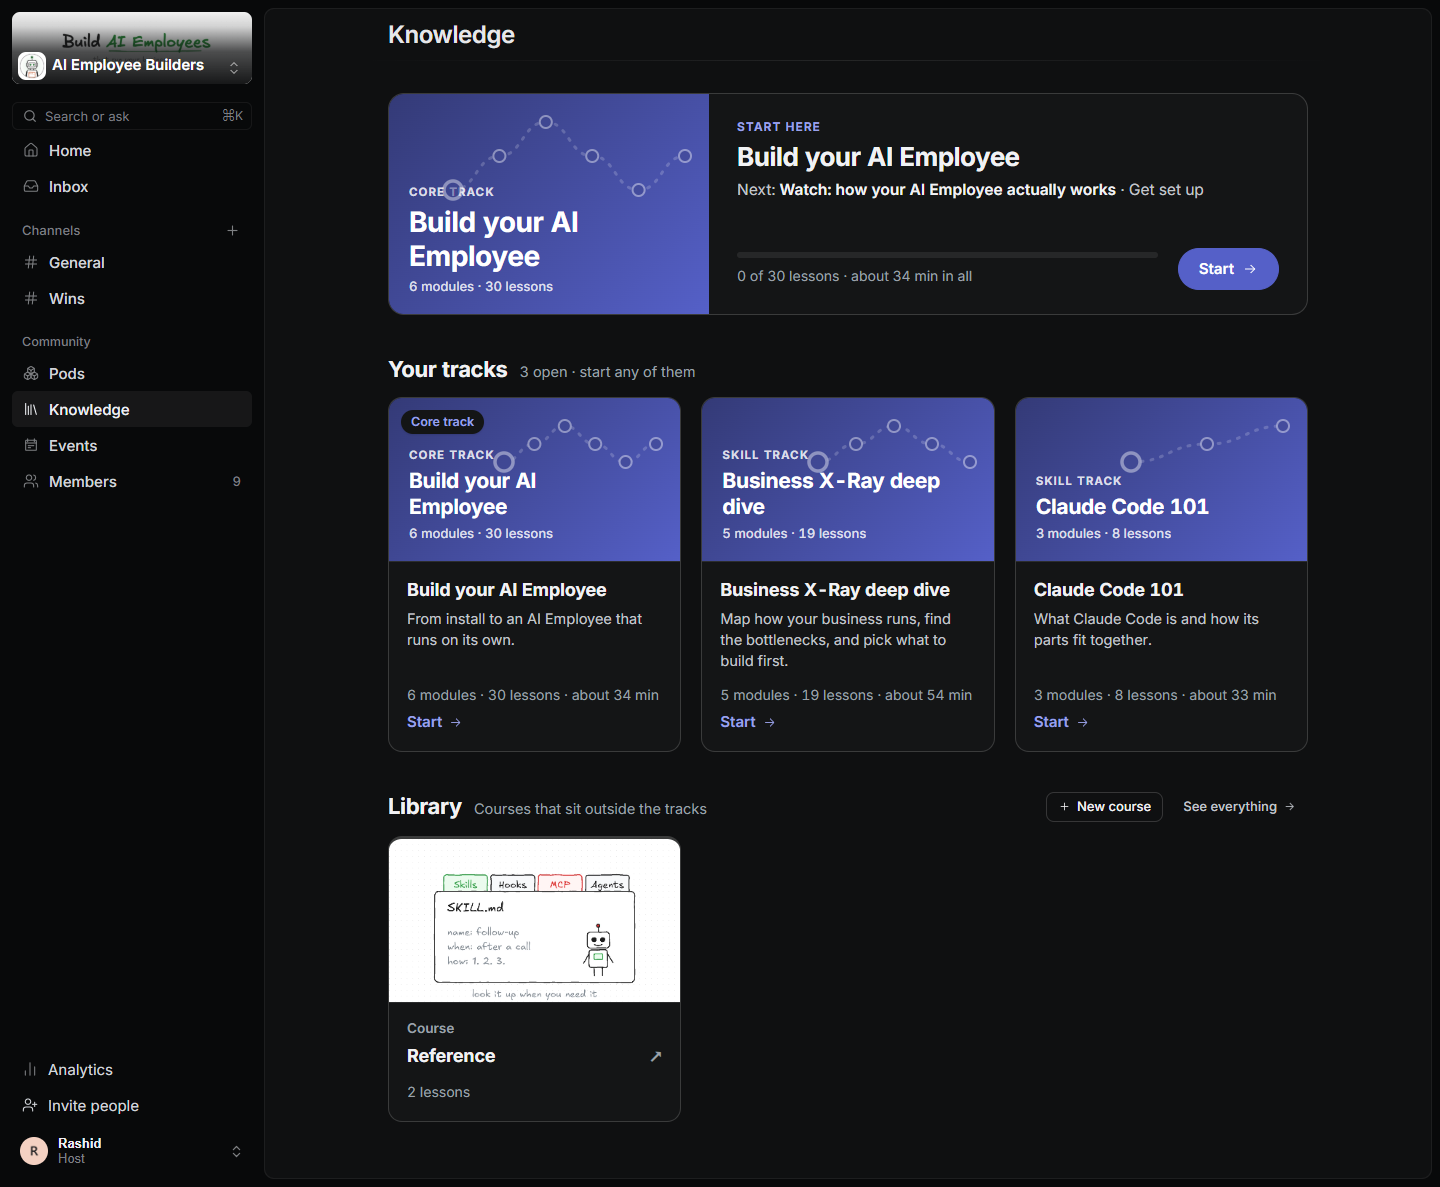 Build AI Employees
AI Employee Builders
Search or ask
⌘K
Home
Inbox
Channels
General
Wins
Community
Pods
Knowledge
Events
Members
9
Analytics
Invite people
R
Rashid
Host
Knowledge
CORE TRACK
Build your AI
Employee
6 modules · 30 lessons
START HERE
Build your AI Employee
Next: Watch: how your AI Employee actually works · Get set up
0 of 30 lessons · about 34 min in all
Start →
Your tracks
3 open · start any of them
Core track
CORE TRACK
Build your AI
Employee
6 modules · 30 lessons
Build your AI Employee
From install to an AI Employee that
runs on its own.
6 modules · 30 lessons · about 34 min
Start →
SKILL TRACK
Business X-Ray deep
dive
5 modules · 19 lessons
Business X-Ray deep dive
Map how your business runs, find
the bottlenecks, and pick what to
build first.
5 modules · 19 lessons · about 54 min
Start →
SKILL TRACK
Claude Code 101
3 modules · 8 lessons
Claude Code 101
What Claude Code is and how its
parts fit together.
3 modules · 8 lessons · about 33 min
Start →
Library
Courses that sit outside the tracks
+ New course
See everything →
Skills
Hooks
MCP
Agents
SKILL.md
name: follow-up
when: after a call
how: 1. 2. 3.
look it up when you need it
Course
Reference
2 lessons